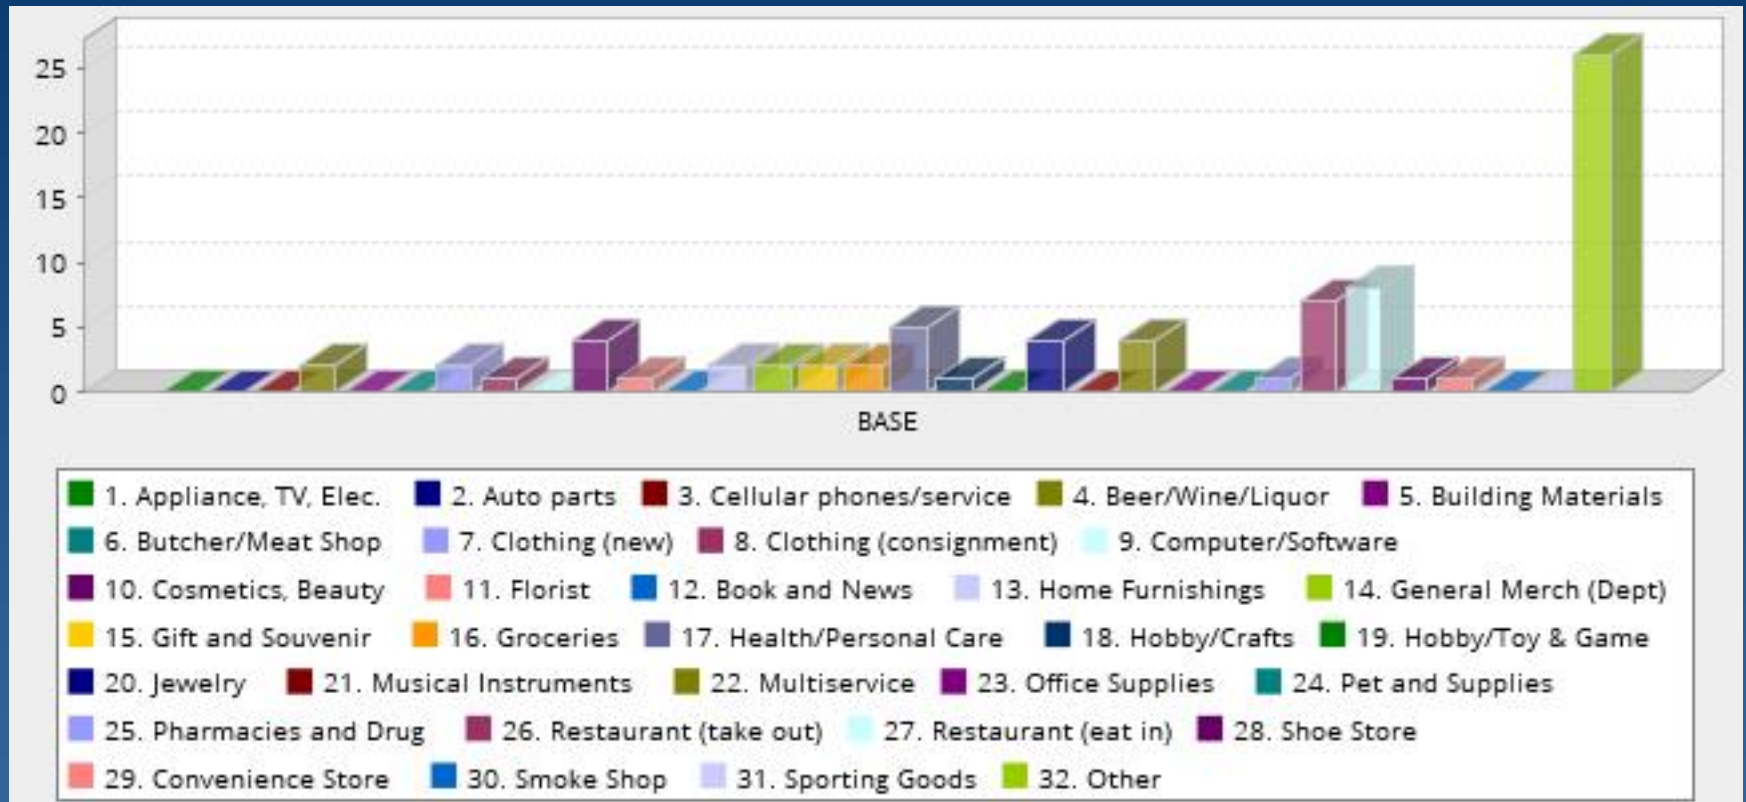 25
20
15
10
5
0
BASE
1. Appliance, TV, Elec. 2. Auto parts 3. Cellular phones/service 4. Beer/Wine/Liquor 5. Building Materials
6. Butcher/Meat Shop 7. Clothing (new) 8. Clothing (consignment) 9. Computer/Software
10. Cosmetics, Beauty 11. Florist 12. Book and News 13. Home Furnishings 14. General Merch (Dept)
15. Gift and Souvenir 16. Groceries 17. Health/Personal Care 18. Hobby/Crafts 19. Hobby/Toy & Game
20. Jewelry 21. Musical Instruments 22. Multiservice 23. Office Supplies 24. Pet and Supplies
25. Pharmacies and Drug 26. Restaurant (take out) 27. Restaurant (eat in) 28. Shoe Store
29. Convenience Store 30. Smoke Shop 31. Sporting Goods 32. Other